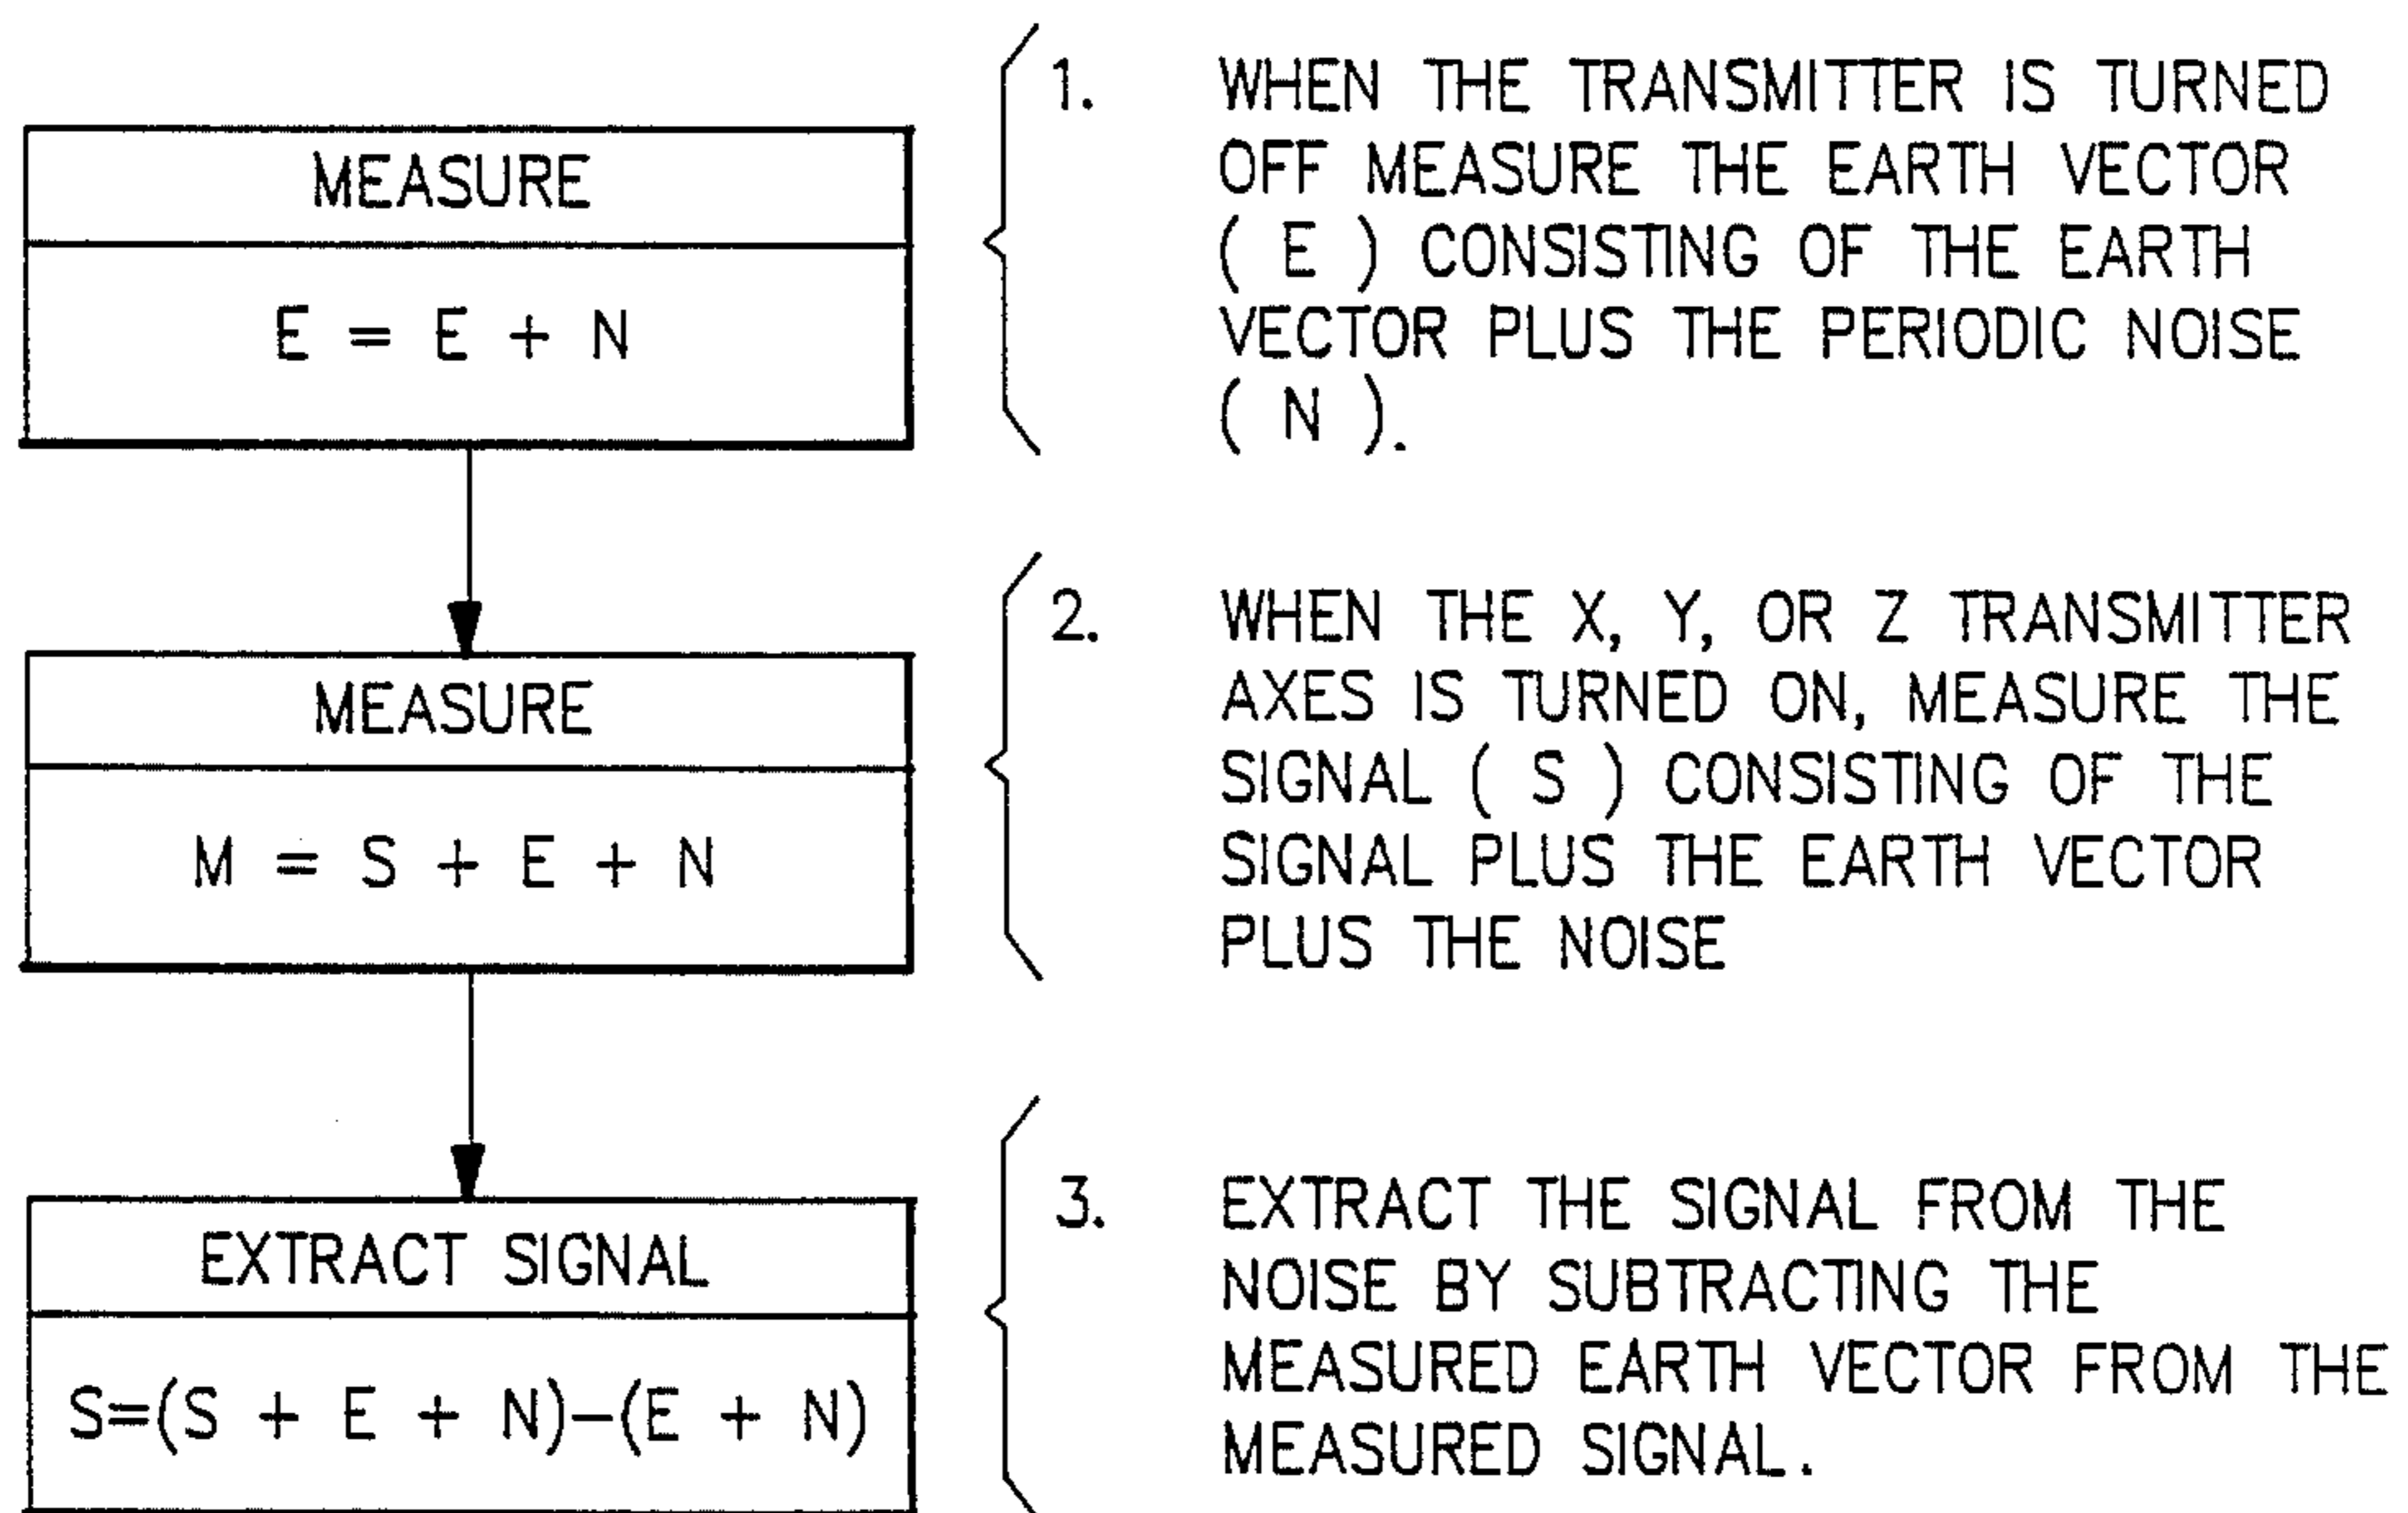 MEASURE
E = E + N
1. WHEN THE TRANSMITTER IS TURNED
OFF MEASURE THE EARTH VECTOR
( E ) CONSISTING OF THE EARTH
VECTOR PLUS THE PERIODIC NOISE
( N ).
MEASURE
M = S + E + N
2. WHEN THE X, Y, OR Z TRANSMITTER
AXES IS TURNED ON, MEASURE THE
SIGNAL ( S ) CONSISTING OF THE
SIGNAL PLUS THE EARTH VECTOR
PLUS THE NOISE
EXTRACT SIGNAL
S=(S + E + N)-(E + N)
3. EXTRACT THE SIGNAL FROM THE
NOISE BY SUBTRACTING THE
MEASURED EARTH VECTOR FROM THE
MEASURED SIGNAL.